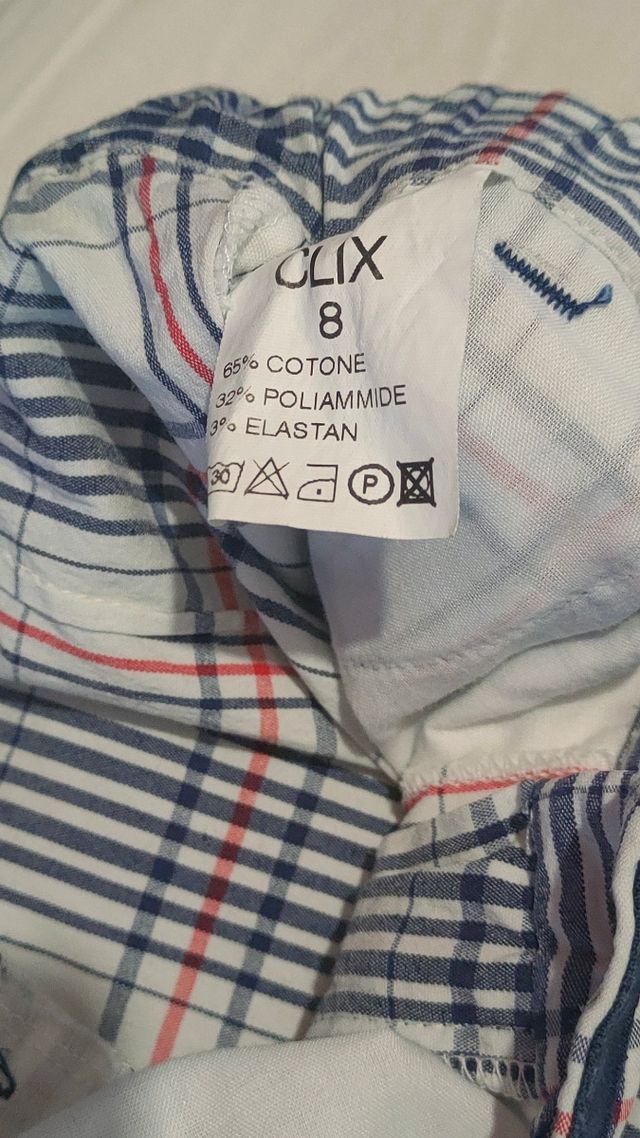 CLIX
8
65% COTONE
32% POLIAMMIDE
3% ELASTAN
30 P